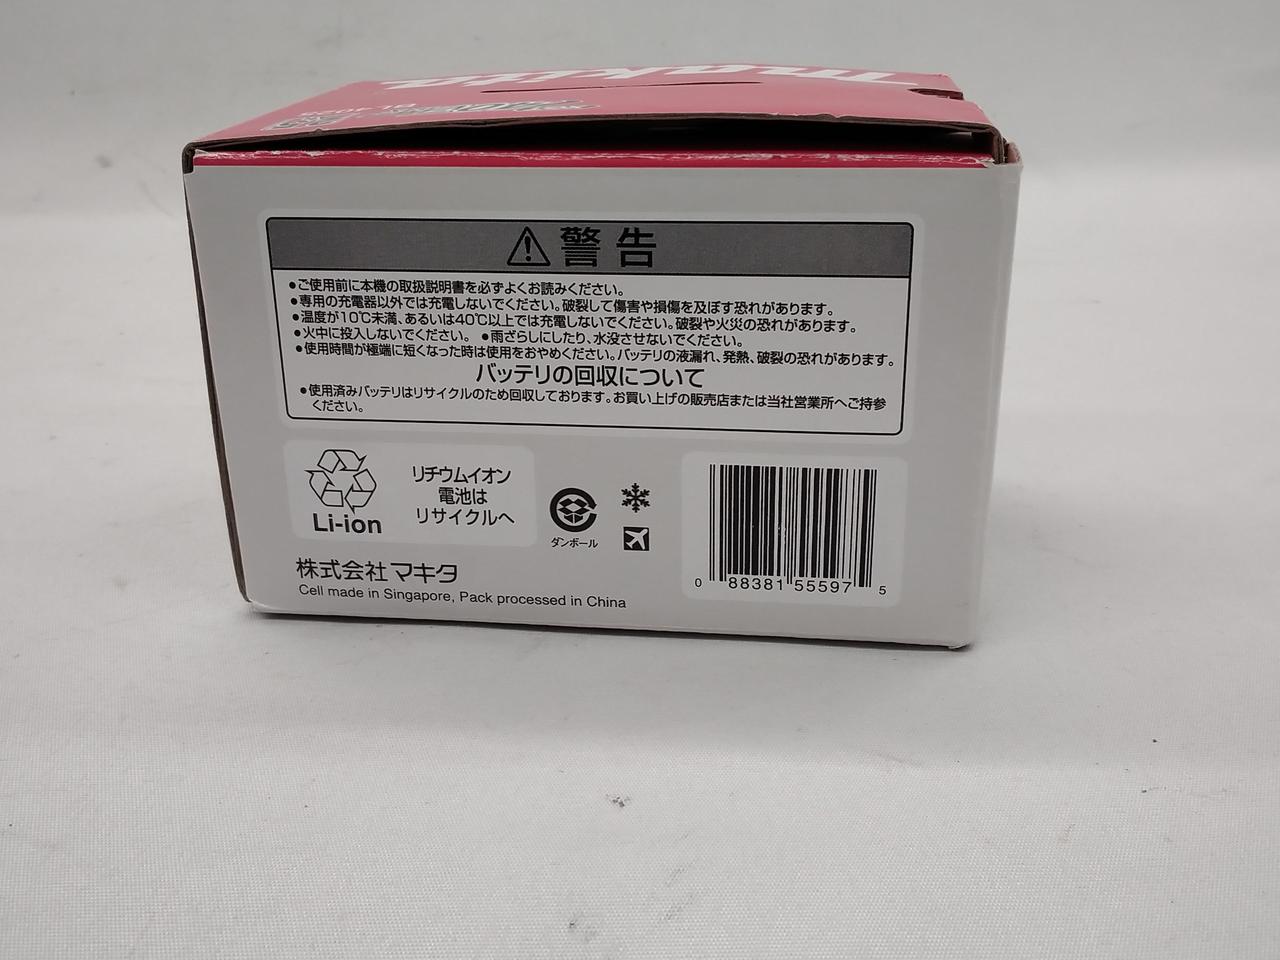 makita
警告
●ご使用前に本機の取扱説明書を必ずよくお読みください。
●専用の充電器以外では充電しないでください。破裂して傷害や損傷を及ぼす恐れがあります。
●温度が10℃未満、あるいは40℃以上では充電しないでください。破裂や火災の恐れがあります。
●火中に投入しないでください。 ●雨ざらしにしたり、水没させないでください。
●使用時間が極端に短くなった時は使用をおやめください。バッテリの液漏れ、発熱、破裂の恐れがあります。
バッテリの回収について
●使用済みバッテリはリサイクルのため回収しております。お買い上げの販売店または当社営業所へご持参
ください。
リチウムイオン
電池は
リサイクルへ
Li-ion
ダンボール
株式会社マキタ
Cell made in Singapore, Pack processed in China
0 88381 55597 5